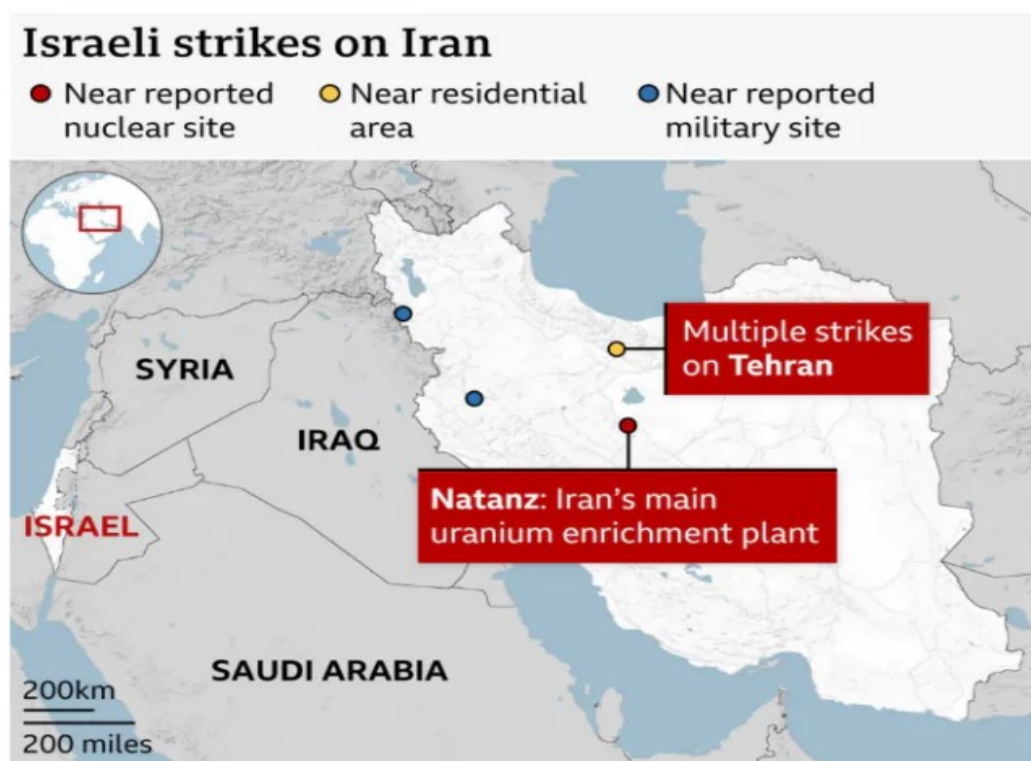 Israeli strikes on Iran
Near reported
nuclear site
Near residential
area
Near reported
military site
Multiple strikes
on Tehran
SYRIA
IRAQ
Natanz: Iran’s main
uranium enrichment plant
ISRAEL
SAUDI ARABIA
200km
200 miles